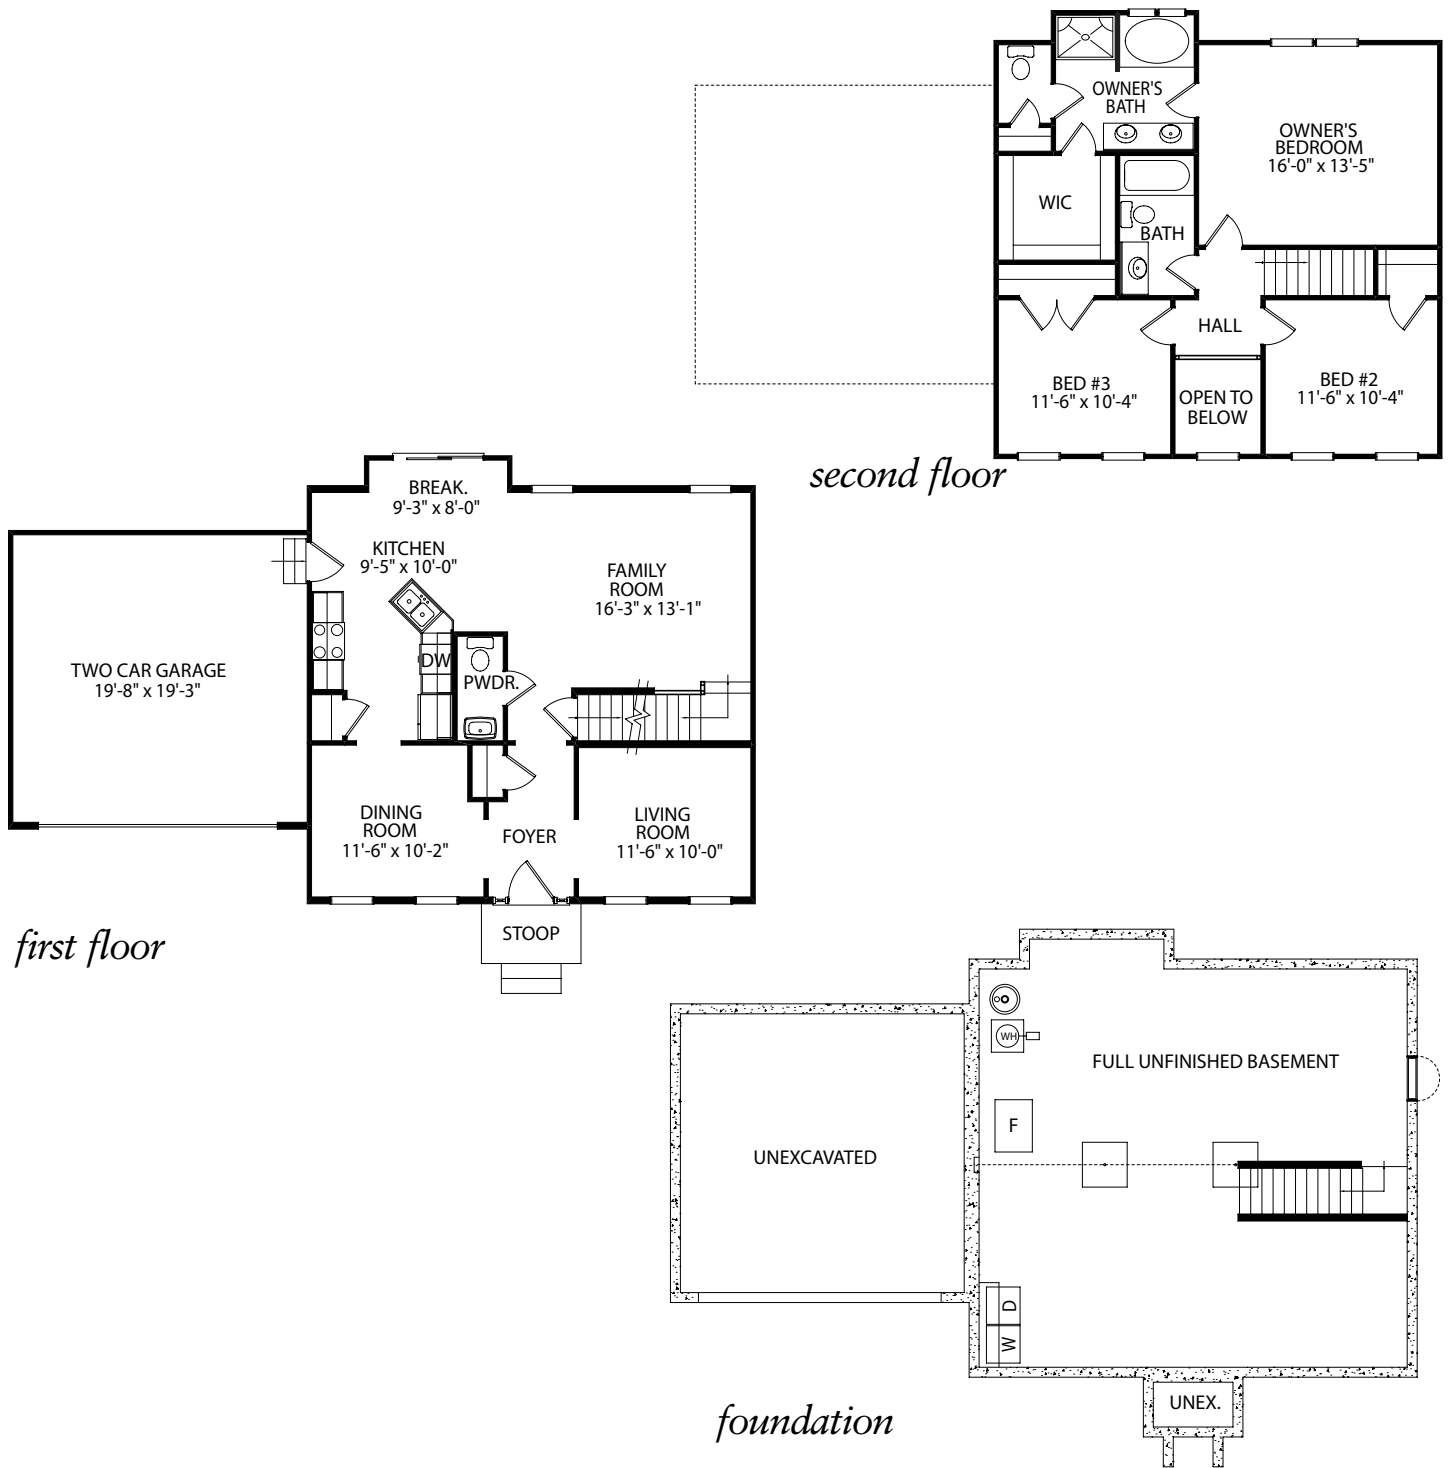 OWNER'S
BATH
OWNER'S
BEDROOM
16'-0" x 13'-5"
WIC
BATH
HALL
BED #3
11'-6" x 10'-4"
OPEN TO
BELOW
BED #2
11'-6" x 10'-4"
second floor
BREAK.
9'-3" x 8'-0"
KITCHEN
9'-5" x 10'-0"
FAMILY
ROOM
16'-3" x 13'-1"
TWO CAR GARAGE
19'-8" x 19'-3"
DW
PWDR.
DINING
ROOM
11'-6" x 10'-2"
FOYER
LIVING
ROOM
11'-6" x 10'-0"
STOOP
first floor
WH
FULL UNFINISHED BASEMENT
F
UNEXCAVATED
D
W
UNEX.
foundation